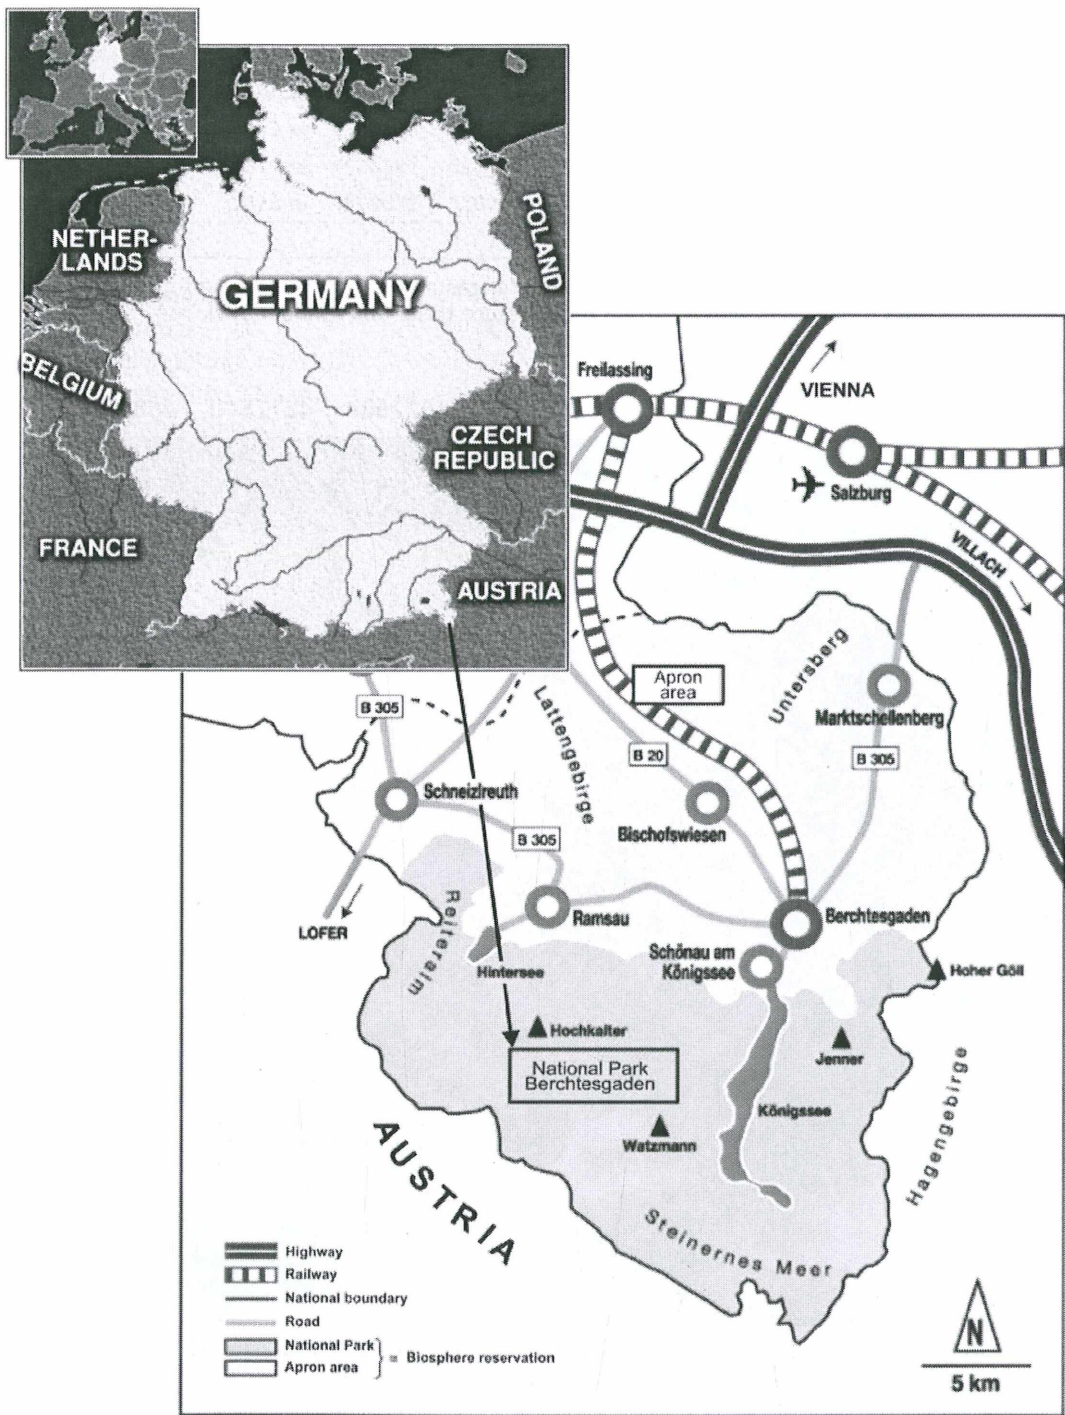 NETHER-
LANDS
POLAND
GERMANY
BELGIUM
CZECH
REPUBLIC
FRANCE
AUSTRIA
Freilassing
VIENNA
Salzburg
VILLACH
Apron
area
Untersberg
Marktschellenberg
B 305
Lattengebirge
B 20
B 305
Schneizlreuth
Bischofswiesen
B 305
Reiteralm
Ramsau
Berchtesgaden
LOFER
Schönau am
Königssee
Hintersee
Hoher Göll
Hochkalter
Jenner
National Park
Berchtesgaden
Königssee
Watzmann
Hagengebirge
AUSTRIA
Steinernes Meer
Highway
Railway
National boundary
Road
National Park
Apron area
= Biosphere reservation
N
5 km